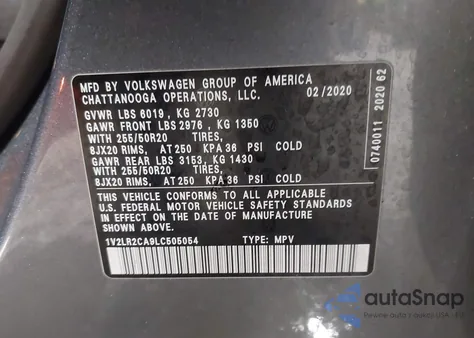 MFD BY VOLKSWAGEN GROUP OF AMERICA
CHATTANOOGA OPERATIONS, LLC. 02/2020
GVWR LBS 6019 , KG 2730
GAWR FRONT LBS 2976 , KG 1350
WITH 255/50R20 TIRES,
8JX20 RIMS, AT 250 KPA 36 PSI COLD
GAWR REAR LBS 3153, KG 1430
WITH 255/50R20 TIRES,
8JX20 RIMS, AT 250 KPA 36 PSI COLD
THIS VEHICLE CONFORMS TO ALL APPLICABLE
U.S. FEDERAL MOTOR VEHICLE SAFETY STANDARDS
IN EFFECT ON THE DATE OF MANUFACTURE
SHOWN ABOVE.
1V2LR2CA9LC505054 TYPE: MPV
0740011 2020 62
autoSnap